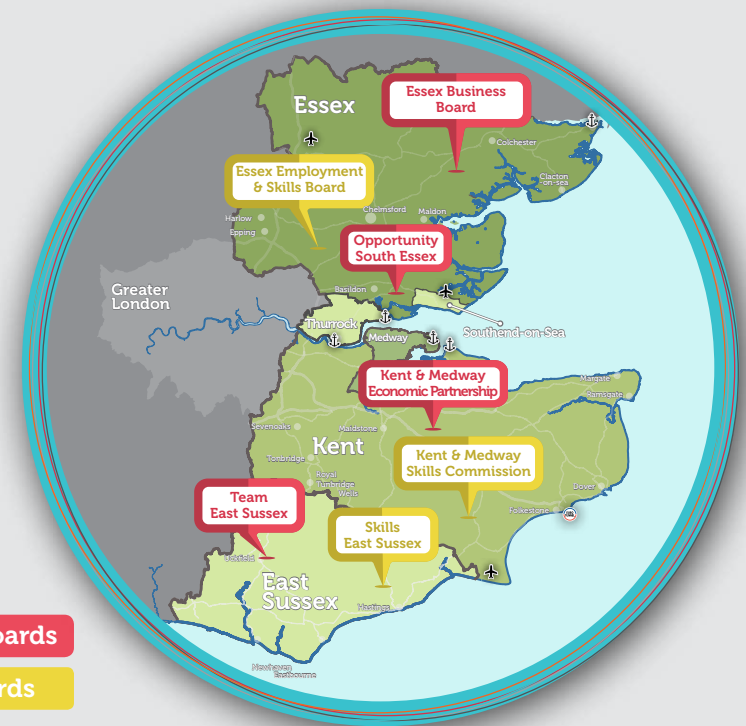 Essex
Essex Business
Board
Colchester
Essex Employment
& Skills Board
Clacton
-on-sea
Chelmsford
Maldon
Harlow
Epping
Opportunity
South Essex
Greater
London
Basildon
Thurrock
Southend-on-Sea
Medway
Kent & Medway
Economic Partnership
Margate
Ramsgate
Sevenoaks
Maidstone
Kent
Tonbridge
Kent & Medway
Skills Commission
Royal
Tunbridge
Wells
Dover
Team
East Sussex
Folkestone
Skills
East Sussex
Uckfield
East
Sussex
Hastings
oards
rds
Newhaven
Eastbourne